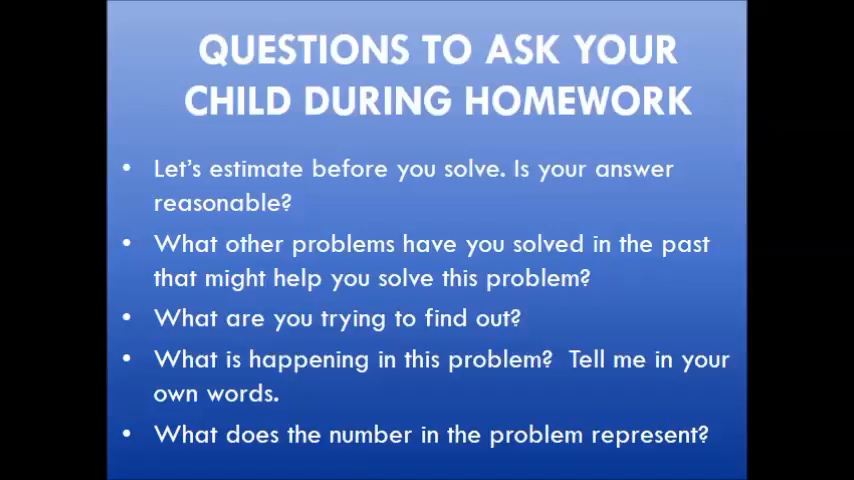 QUESTIONS TO ASK YOUR
CHILD DURING HOMEWORK
• Let's estimate before you solve. Is your answer
reasonable?
• What other problems have you solved in the past
that might help you solve this problem?
• What are you trying to find out?
• What is happening in this problem?  Tell me in your
own words.
• What does the number in the problem represent?